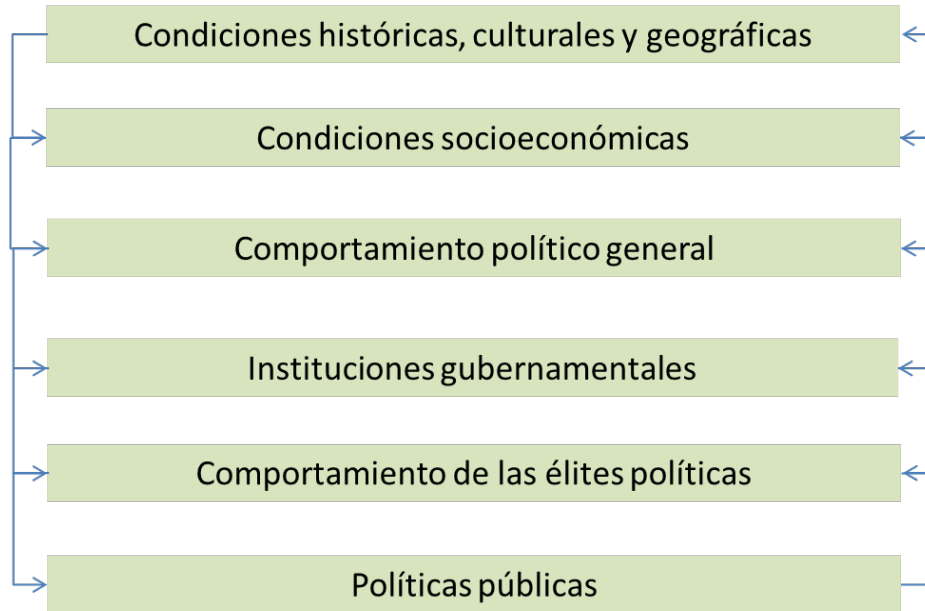 Condiciones históricas, culturales y geográficas
Condiciones socioeconómicas
Comportamiento político general
Instituciones gubernamentales
Comportamiento de las élites políticas
Políticas públicas